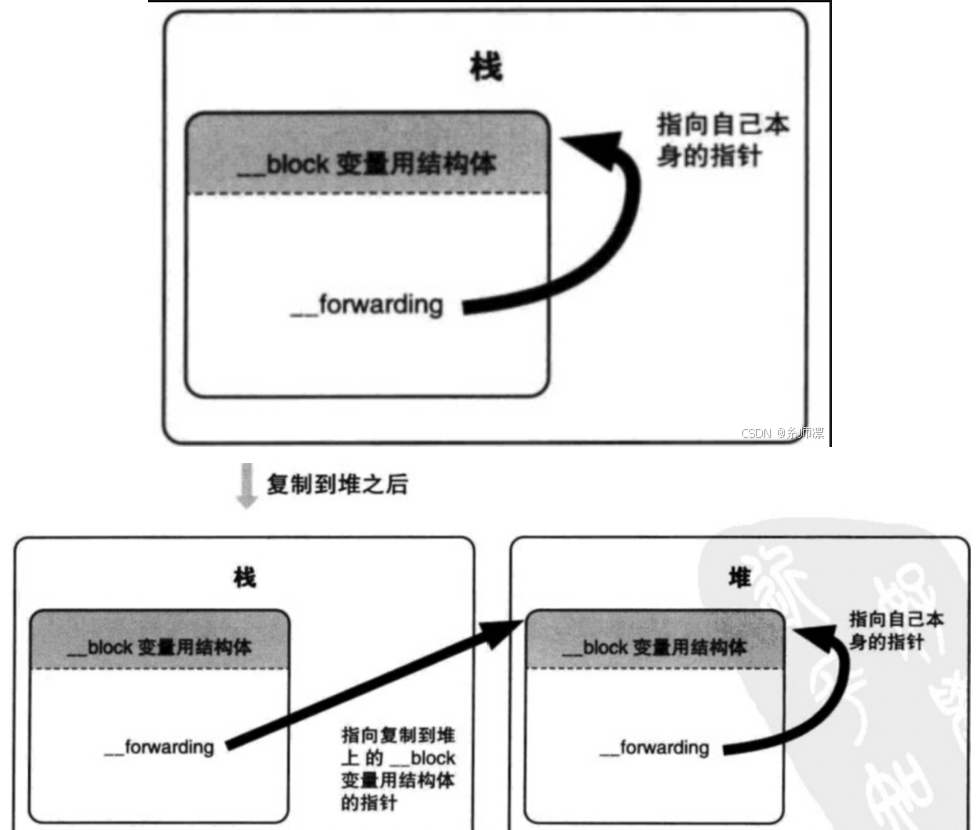 栈
指向自己本
身的指针
__block 变量用结构体
__forwarding
CSDN @糸师凛
复制到堆之后
栈
__block 变量用结构体
__forwarding
指向复制到堆
上 的 __block
变量用结构体
的指针
堆
指向自己本
身的指针
__block 变量用结构体
__forwarding